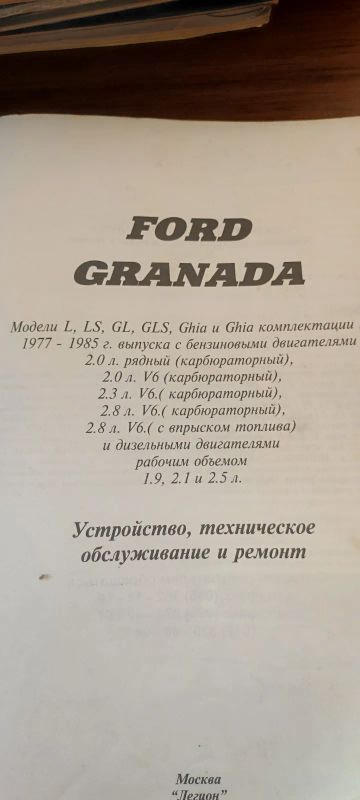 FORD
GRANADA
Модели L, LS, GL, GLS, Ghia и Ghia комплектации
1977 - 1985 г. выпуска с бензиновыми двигателями
2.0 л. рядный (карбюраторный),
2.0 л. V6 (карбюраторный),
2.3 л. V6.( карбюраторный),
2.8 л. V6.( карбюраторный),
2.8 л. V6.( с впрыском топлива)
и дизельными двигателями
рабочим объемом
1.9, 2.1 и 2.5 л.
Устройство, техническое
обслуживание и ремонт
Москва
"Легион"